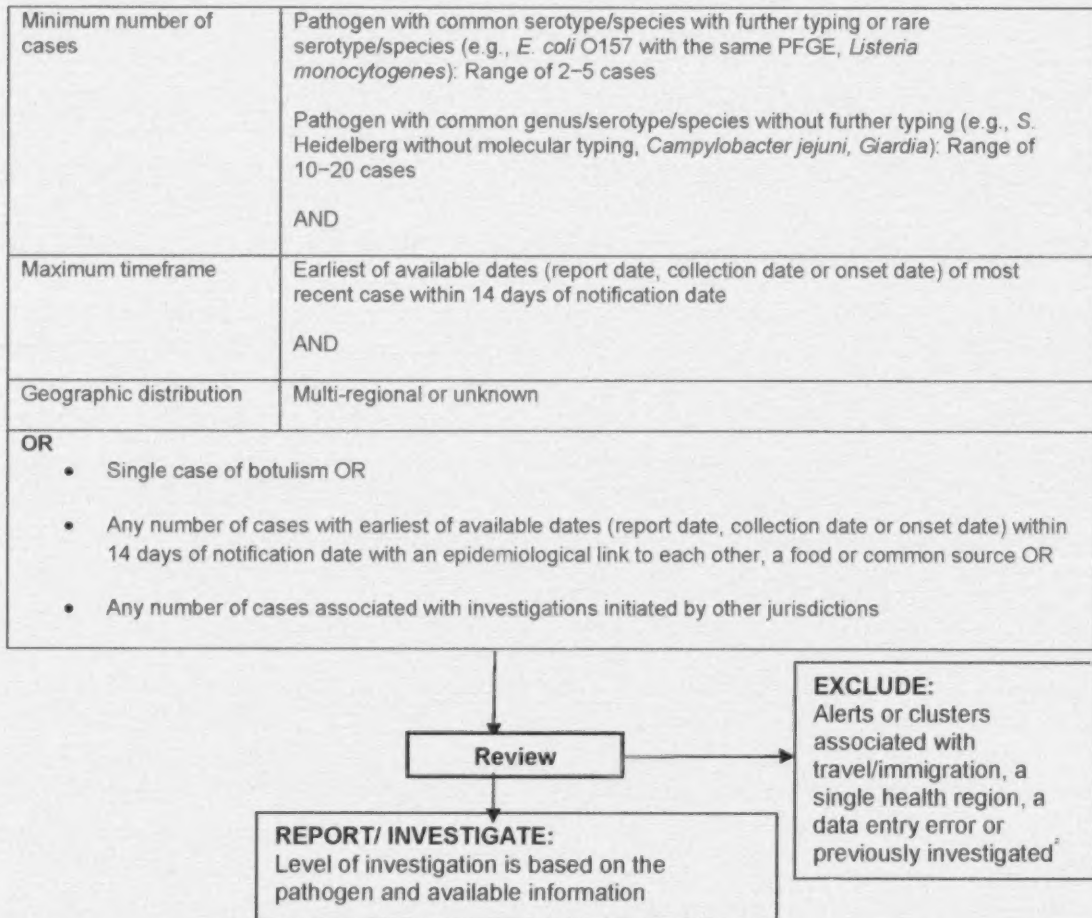 Minimum number of cases
Pathogen with common serotype/species with further typing or rare
serotype/species (e.g., E. coli O157 with the same PFGE, Listeria
monocytogenes): Range of 2–5 cases
Pathogen with common genus/serotype/species without further typing (e.g., S.
Heidelberg without molecular typing, Campylobacter jejuni, Giardia): Range of
10–20 cases
AND
Maximum timeframe
Earliest of available dates (report date, collection date or onset date) of most
recent case within 14 days of notification date
AND
Geographic distribution
Multi-regional or unknown
OR
• Single case of botulism OR
• Any number of cases with earliest of available dates (report date, collection date or onset date) within
14 days of notification date with an epidemiological link to each other, a food or common source OR
• Any number of cases associated with investigations initiated by other jurisdictions
Review
EXCLUDE:
Alerts or clusters
associated with
travel/immigration, a
single health region, a
data entry error or
previously investigated²
REPORT/ INVESTIGATE:
Level of investigation is based on the
pathogen and available information